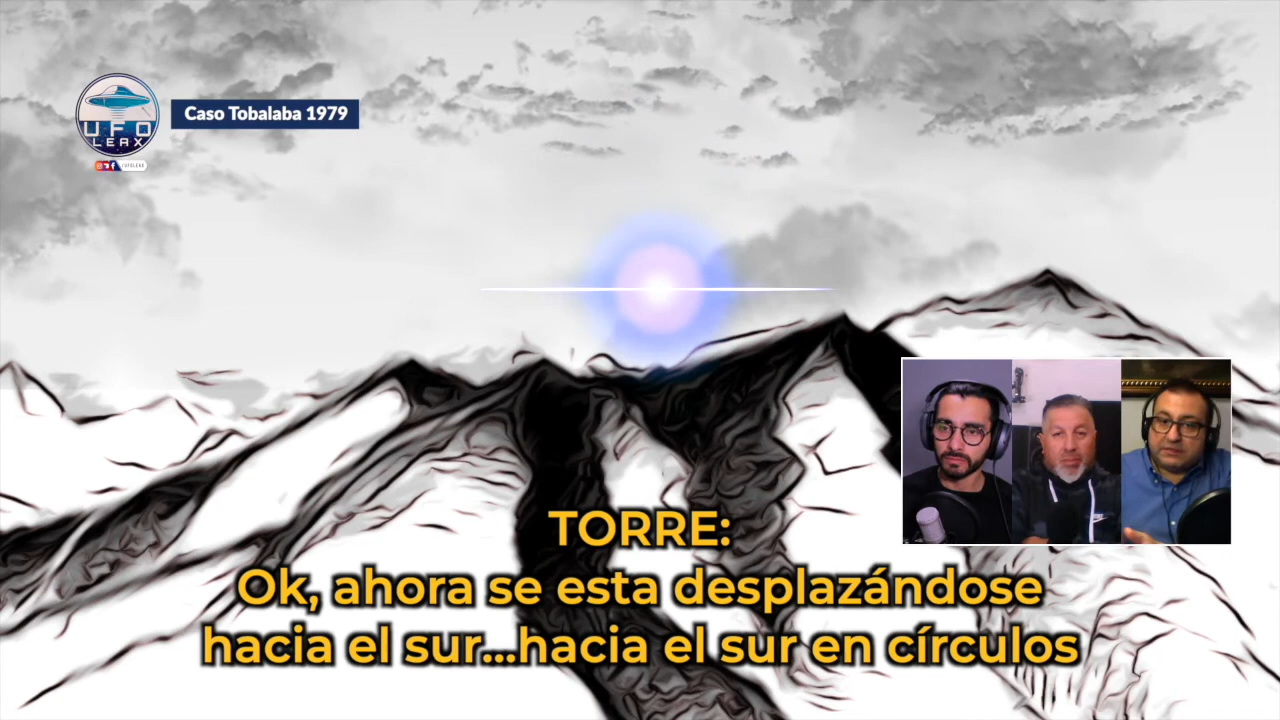 UFO
LEAX
/UFOLEAX
Caso Tobalaba 1979
TORRE:
Ok, ahora se esta desplazándose
hacia el sur...hacia el sur en círculos